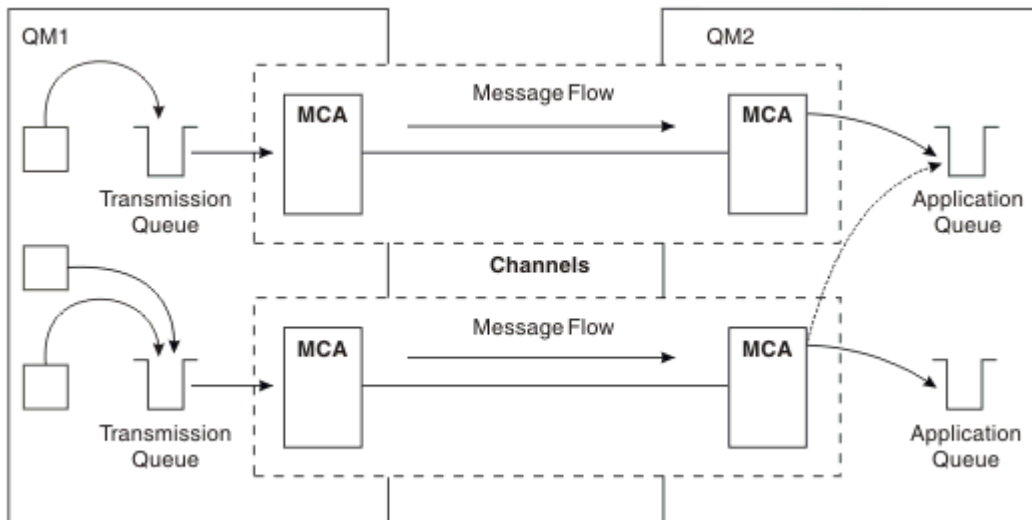 QM1
QM2
Message Flow
MCA
MCA
Transmission
Queue
Application
Queue
Channels
Message Flow
MCA
MCA
Transmission
Queue
Application
Queue